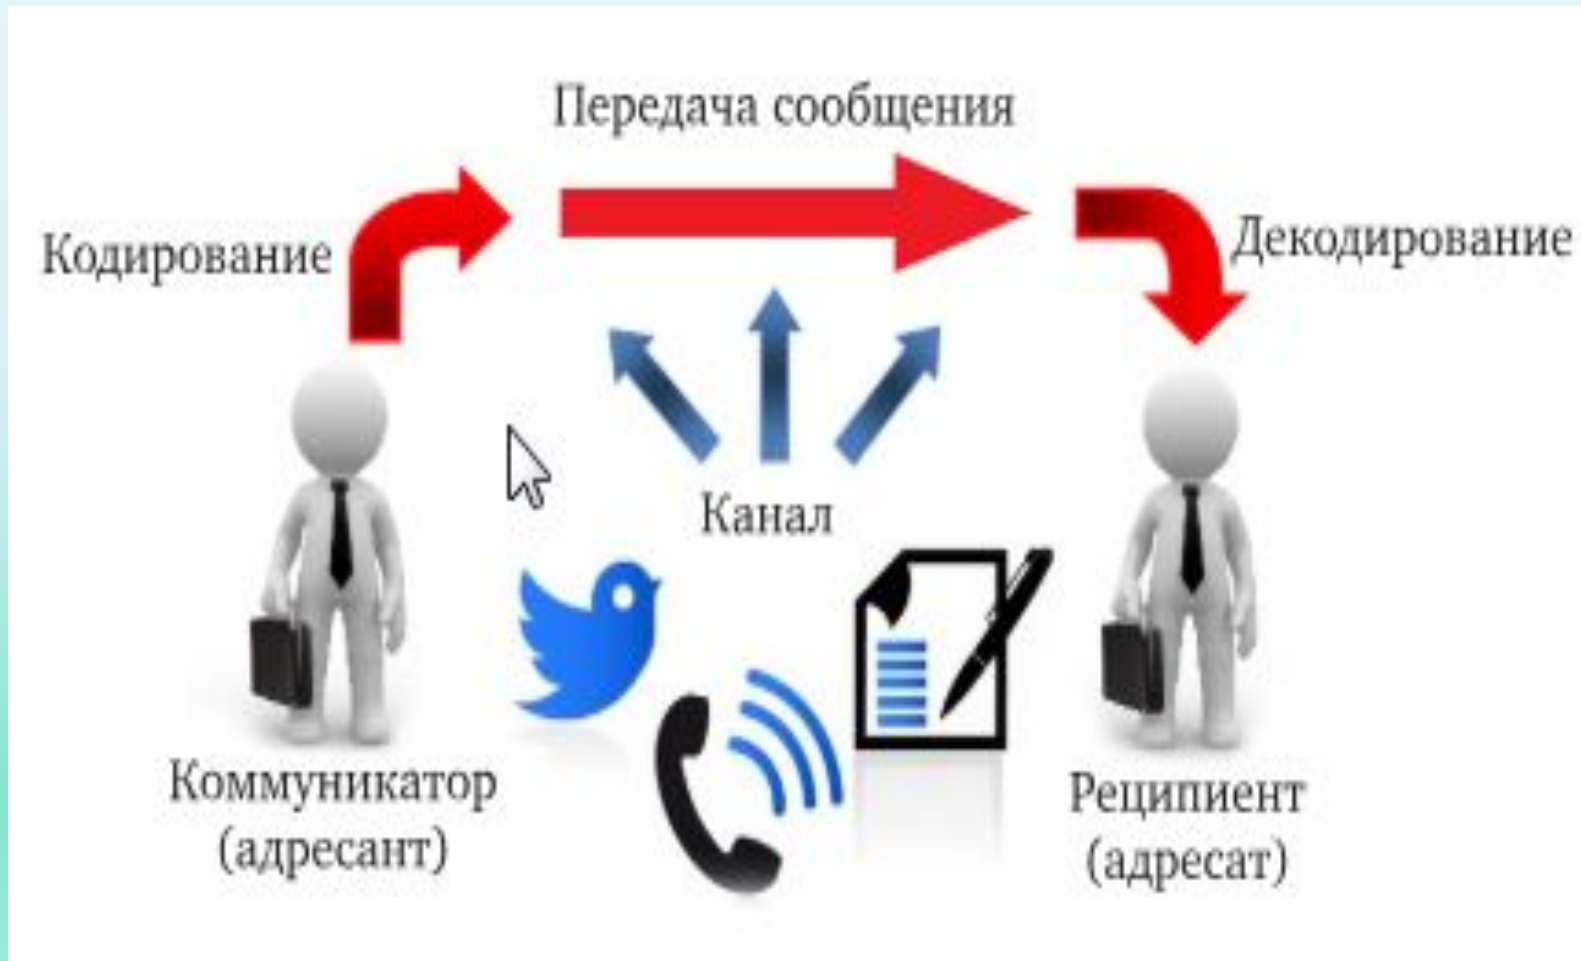 Передача сообщения
Кодирование
Декодирование
Канал
Коммуникатор
(адресант)
Реципиент
(адресат)